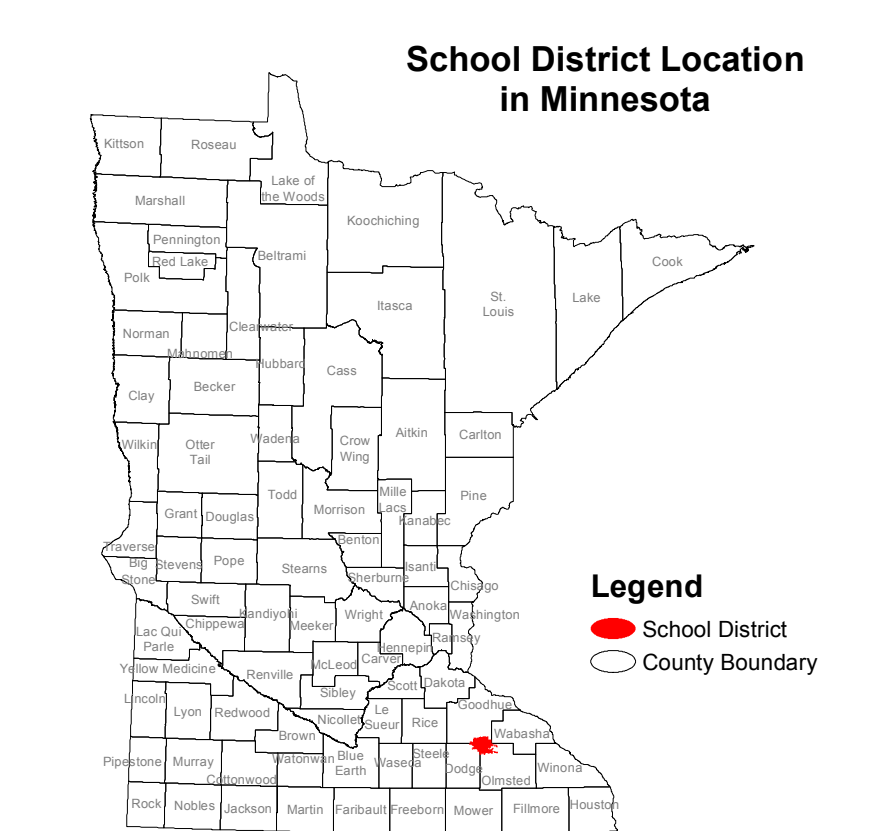 School District Location
in Minnesota
Kittson
Roseau
Lake of
the Woods
Marshall
Koochiching
Pennington
Red Lake
Beltrami
Polk
Cook
St.
Louis
Lake
Itasca
Norman
Clearwater
Mahnomen
Hubbard
Cass
Clay
Becker
Wilkin
Otter
Tail
Wadena
Crow
Wing
Aitkin
Carlton
Todd
Mille
Lacs
Pine
Grant
Douglas
Morrison
Kanabec
Traverse
Benton
Big
Stone
Stevens
Pope
Stearns
Isanti
Sherburne
Chisago
Legend
School District
County Boundary
Swift
Kandiyohi
Meeker
Wright
Anoka
Washington
Chippewa
Lac Qui
Parle
Hennepin
Ramsey
Yellow Medicine
Renville
McLeod
Carver
Scott
Dakota
Lincoln
Lyon
Redwood
Sibley
Nicollet
Le
Sueur
Rice
Goodhue
Wabasha
Brown
Pipestone
Murray
Cottonwood
Watonwan
Blue
Earth
Waseca
Steele
Dodge
Olmsted
Winona
Rock
Nobles
Jackson
Martin
Faribault
Freeborn
Mower
Fillmore
Houston